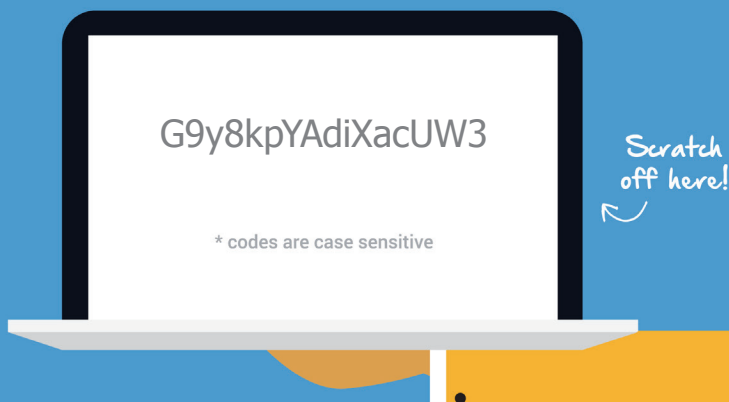 G9y8kpYAdiXacUW3
* codes are case sensitive
Scratch
off here!